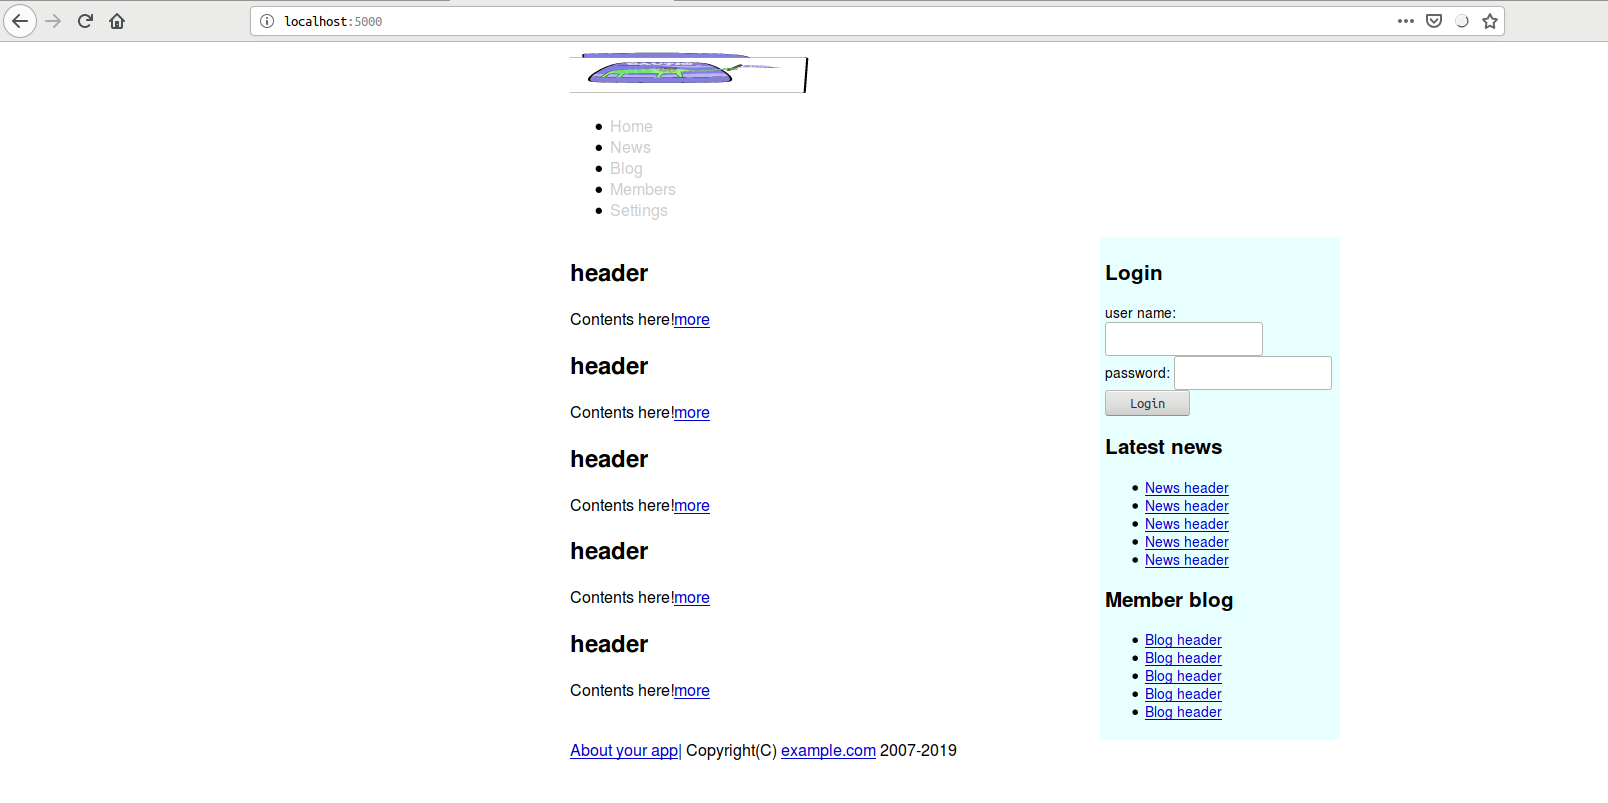 localhost:5000
Home
News
Blog
Members
Settings
header
Contents here!more
header
Contents here!more
header
Contents here!more
header
Contents here!more
header
Contents here!more
Login
user name:
password:
Login
Latest news
News header
News header
News header
News header
News header
Member blog
Blog header
Blog header
Blog header
Blog header
Blog header
About your app| Copyright(C) example.com 2007-2019